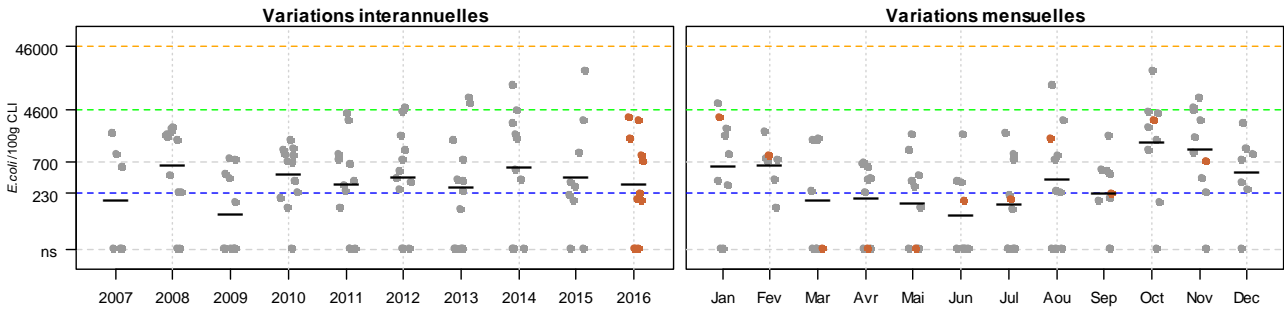 Variations interannuelles
Variations mensuelles
E.coli/100g CLI
46000
4600
700
230
ns
2007 2008 2009 2010 2011 2012 2013 2014 2015 2016
Jan Fev Mar Avr Mai Jun Jul Aou Sep Oct Nov Dec